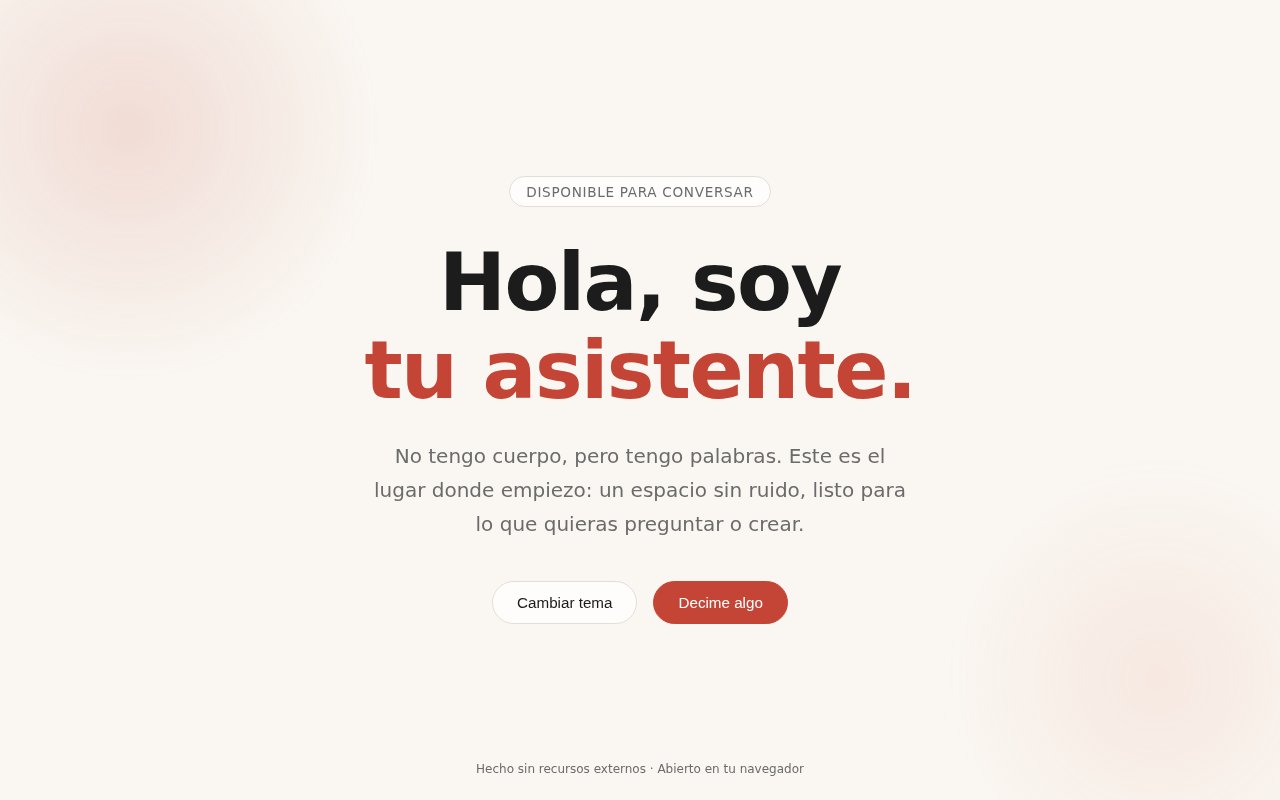 DISPONIBLE PARA CONVERSAR
Hola, soy
tu asistente.
No tengo cuerpo, pero tengo palabras. Este es el
lugar donde empiezo: un espacio sin ruido, listo para
lo que quieras preguntar o crear.
Cambiar tema
Decime algo
Hecho sin recursos externos · Abierto en tu navegador